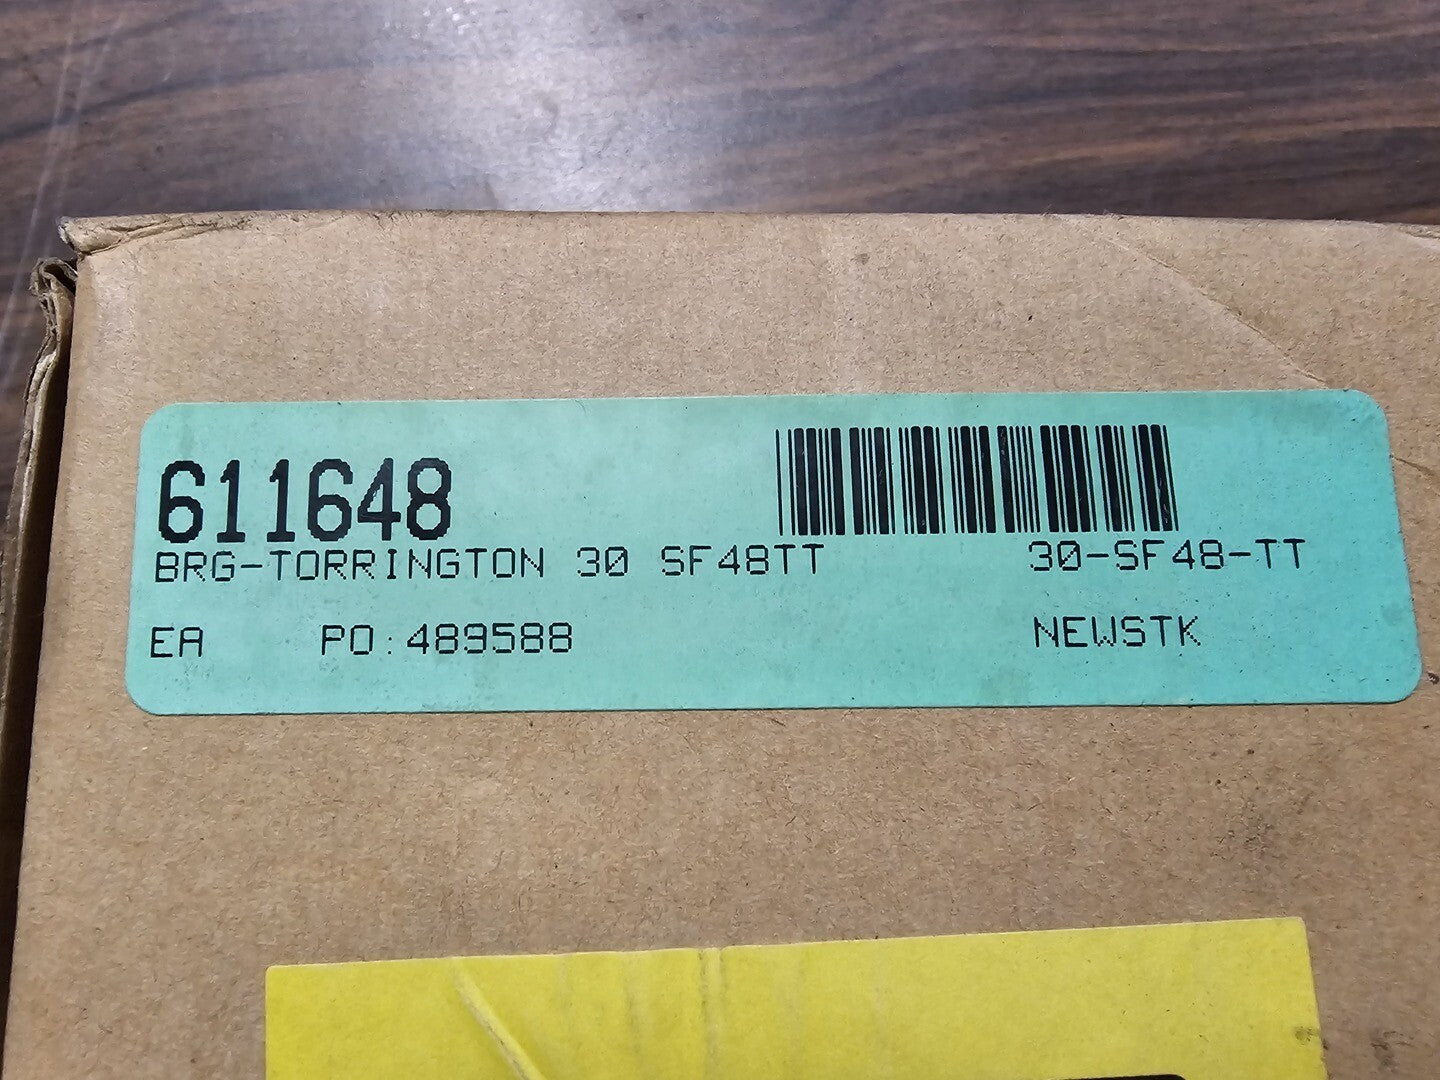 611648
BRG-TORRINGTON 30 SF48TT 30-SF48-TT
EA PO:489588 NEWSTK